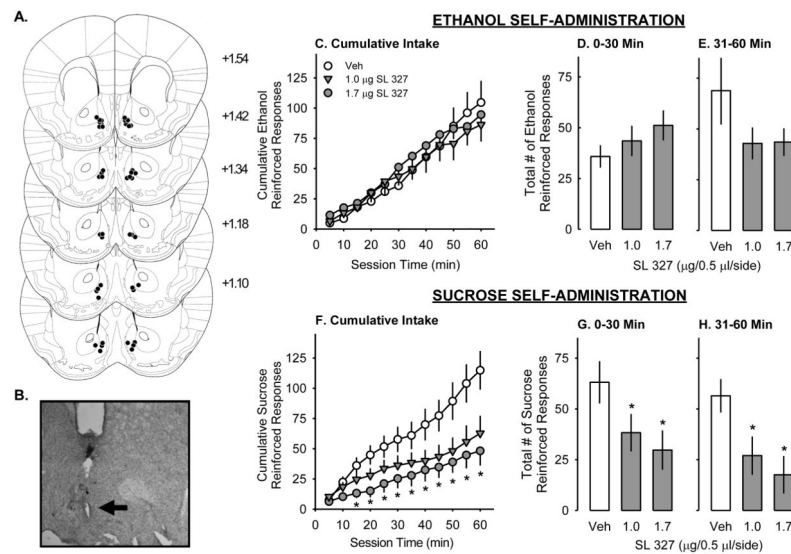 A.
+1.54
+1.42
+1.34
+1.18
+1.10
B.
ETHANOL SELF-ADMINISTRATION
C. Cumulative Intake
Veh
1.0 µg SL 327
1.7 µg SL 327
Cumulative Ethanol
Reinforced Responses
125
100
75
50
25
0
0 10 20 30 40 50 60
Session Time (min)
D. 0-30 Min
E. 31-60 Min
Total # of Ethanol
Reinforced Responses
75
50
25
0
Veh 1.0 1.7
Veh 1.0 1.7
SL 327 (µg/0.5 µl/side)
SUCROSE SELF-ADMINISTRATION
F. Cumulative Intake
Cumulative Sucrose
Reinforced Responses
125
100
75
50
25
0
* * * * * * * * * *
0 10 20 30 40 50 60
Session Time (min)
G. 0-30 Min
H. 31-60 Min
Total # of Sucrose
Reinforced Responses
75
50
25
0
* *
* *
Veh 1.0 1.7
Veh 1.0 1.7
SL 327 (µg/0.5 µl/side)